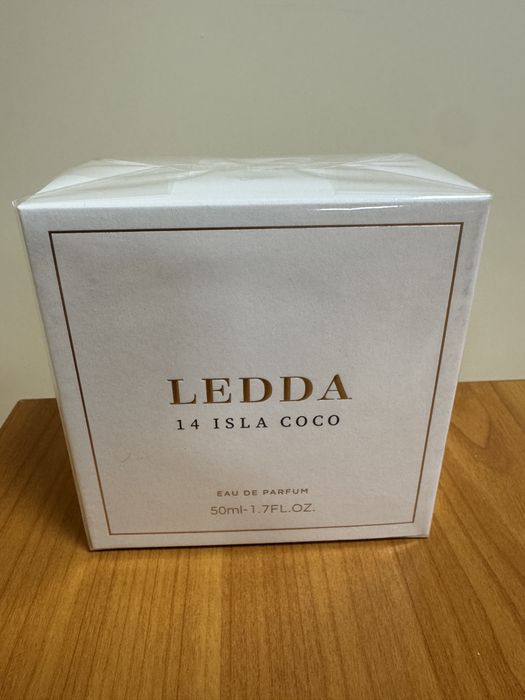 LEDDA
14 ISLA COCO
EAU DE PARFUM
50ml-1.7FL.OZ.